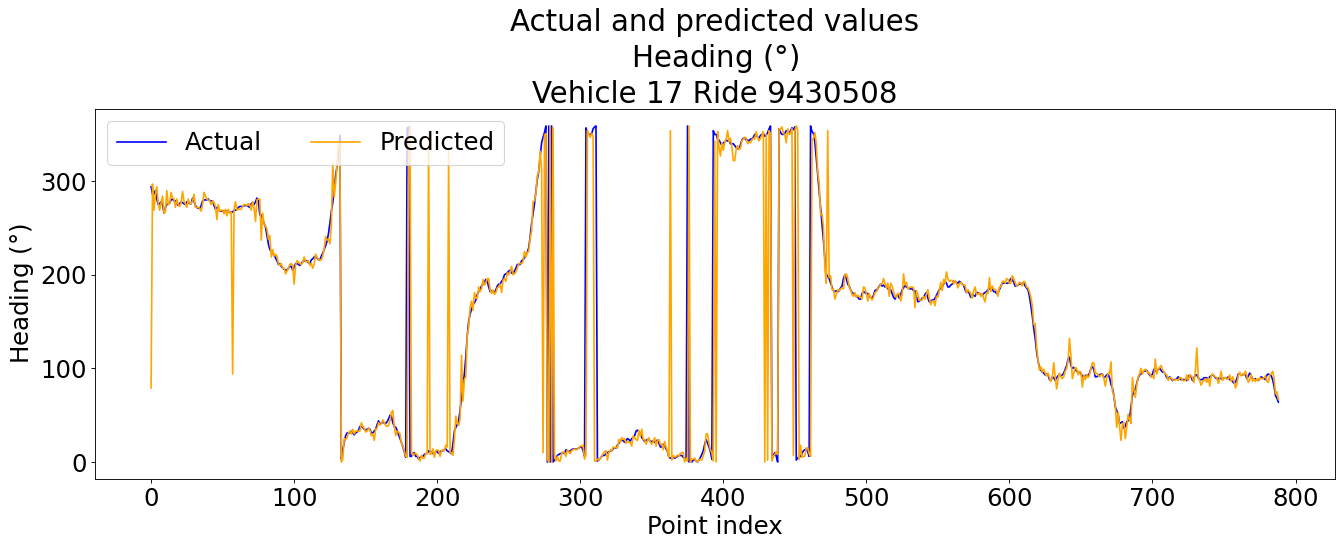 Actual and predicted values
Heading (°)
Vehicle 17 Ride 9430508
Actual Predicted
Heading (°)
300
200
100
0
0 100 200 300 400 500 600 700 800
Point index